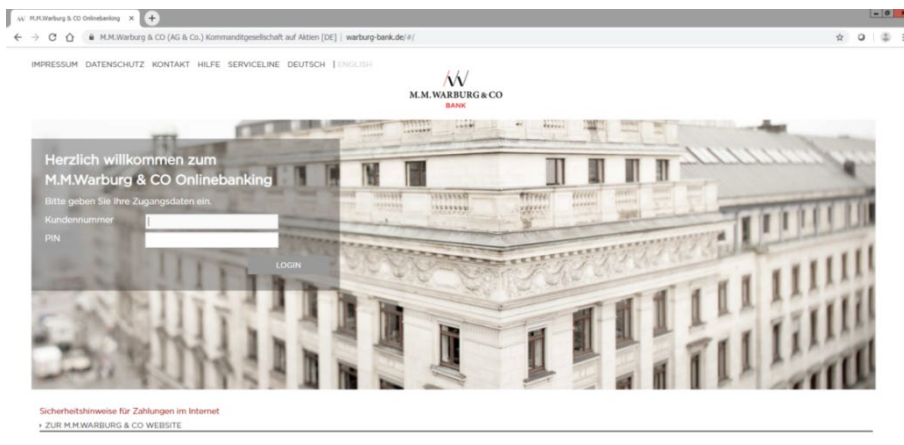 M.M.Warburg & CO Onlinebanking
M.M.Warburg & CO (AG & Co.) Kommanditgesellschaft auf Aktien [DE] | warburg-bank.de/#/
IMPRESSUM DATENSCHUTZ KONTAKT HILFE SERVICELINE DEUTSCH | ENGLISH
M.M.WARBURG & CO
BANK
Herzlich willkommen zum
M.M.Warburg & CO Onlinebanking
Bitte geben Sie Ihre Zugangsdaten ein.
Kundennummer
PIN
LOGIN
Sicherheitshinweise für Zahlungen im Internet
ZUR M.M.WARBURG & CO WEBSITE